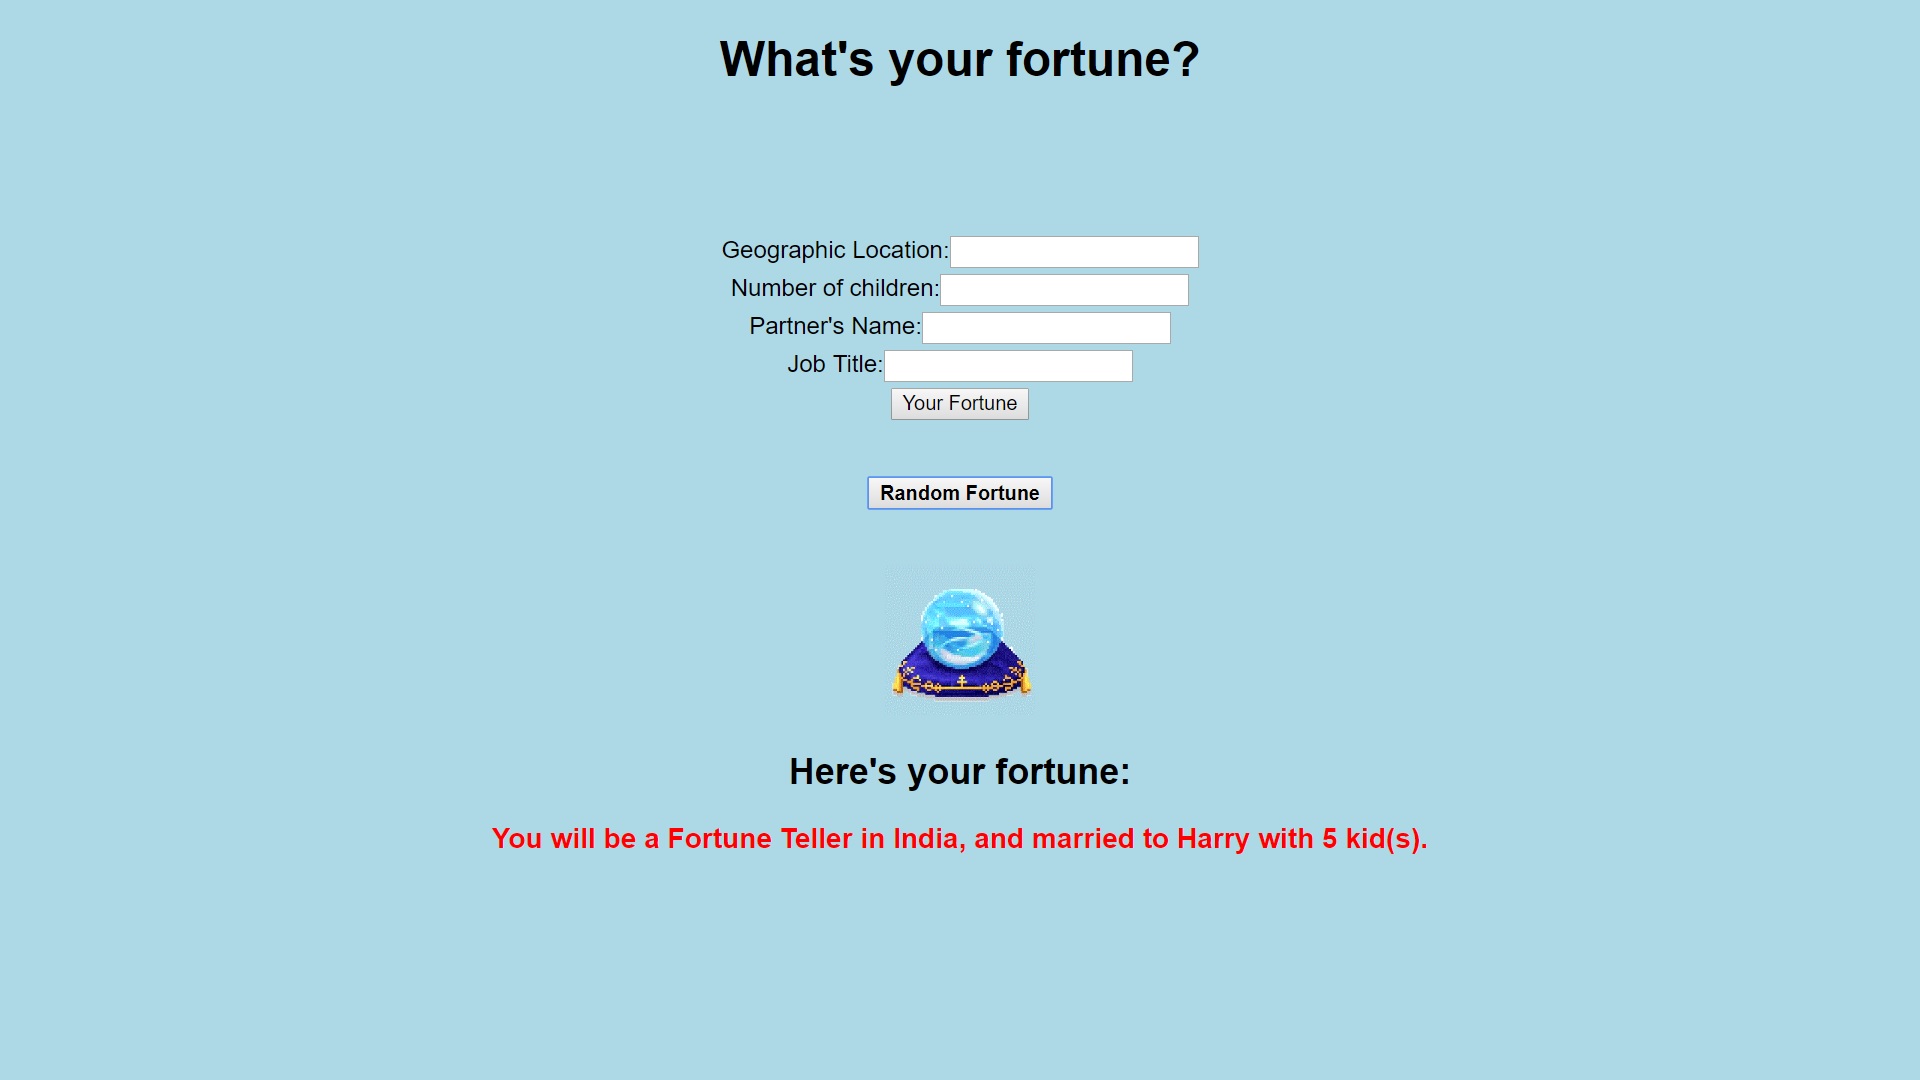 What's your fortune?
Geographic Location:
Number of children:
Partner's Name:
Job Title:
Your Fortune
Random Fortune
Here's your fortune:
You will be a Fortune Teller in India, and married to Harry with 5 kid(s).